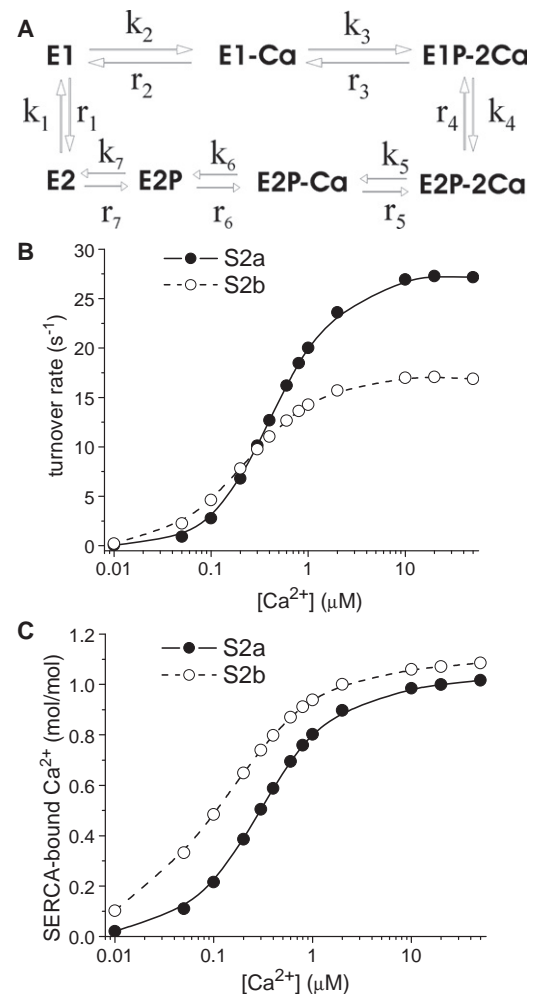 A
k2 k3
E1 E1-Ca E1P-2Ca
r2 r3
k1 r1 r4 k4
k7 k6 k5
E2 E2P E2P-Ca E2P-2Ca
r7 r6 r5
B
30
25
20
15
10
5
0
turnover rate (s-1)
S2a
S2b
0.01 0.1 1 10
[Ca2+] (μM)
C
1.2
1.0
0.8
0.6
0.4
0.2
0.0
SERCA-bound Ca2+ (mol/mol)
S2a
S2b
0.01 0.1 1 10
[Ca2+] (μM)